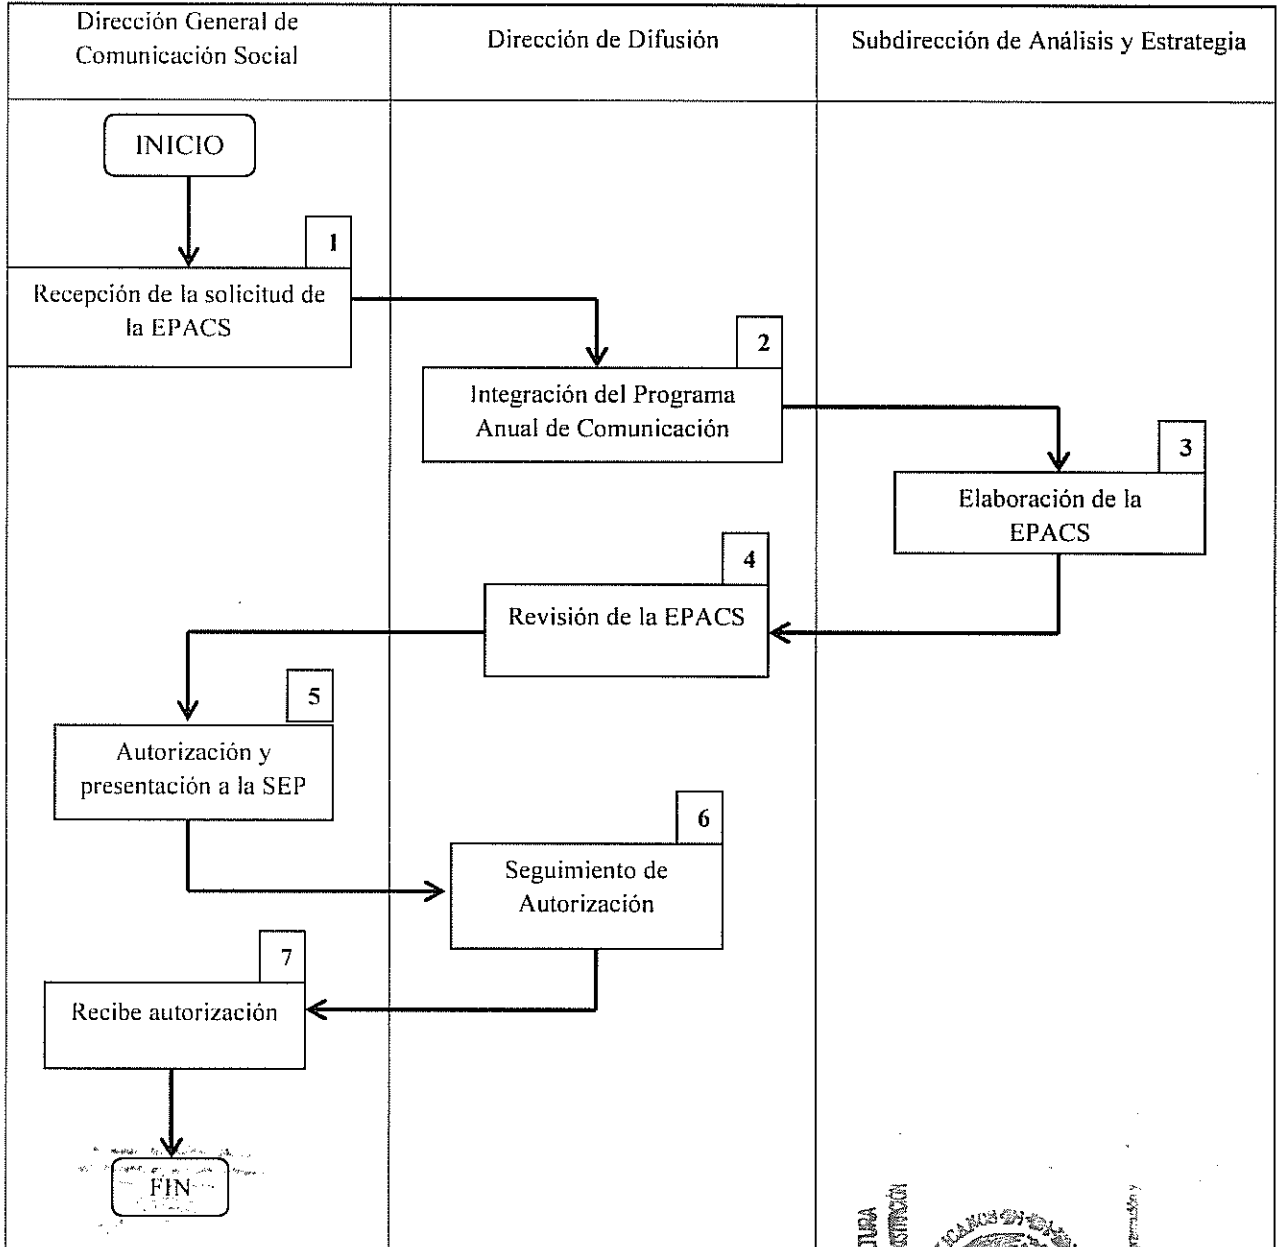 Dirección General de
Comunicación Social
Dirección de Difusión
Subdirección de Análisis y Estrategia
INICIO
1
Recepción de la solicitud de
la EPACS
2
Integración del Programa
Anual de Comunicación
3
Elaboración de la
EPACS
4
Revisión de la EPACS
5
Autorización y
presentación a la SEP
6
Seguimiento de
Autorización
7
Recibe autorización
FIN